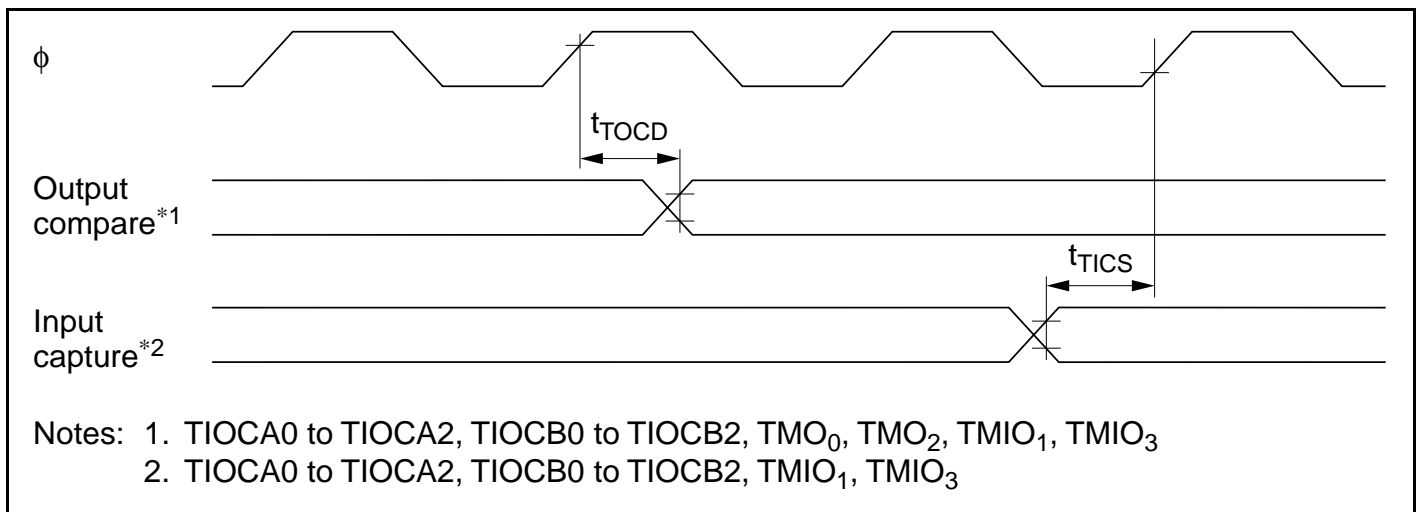 ϕ
tTOCD
Output
compare*1
tTICS
Input
capture*2
Notes: 1. TIOCA0 to TIOCA2, TIOCB0 to TIOCB2, TMO0, TMO2, TMIO1, TMIO3
2. TIOCA0 to TIOCA2, TIOCB0 to TIOCB2, TMIO1, TMIO3